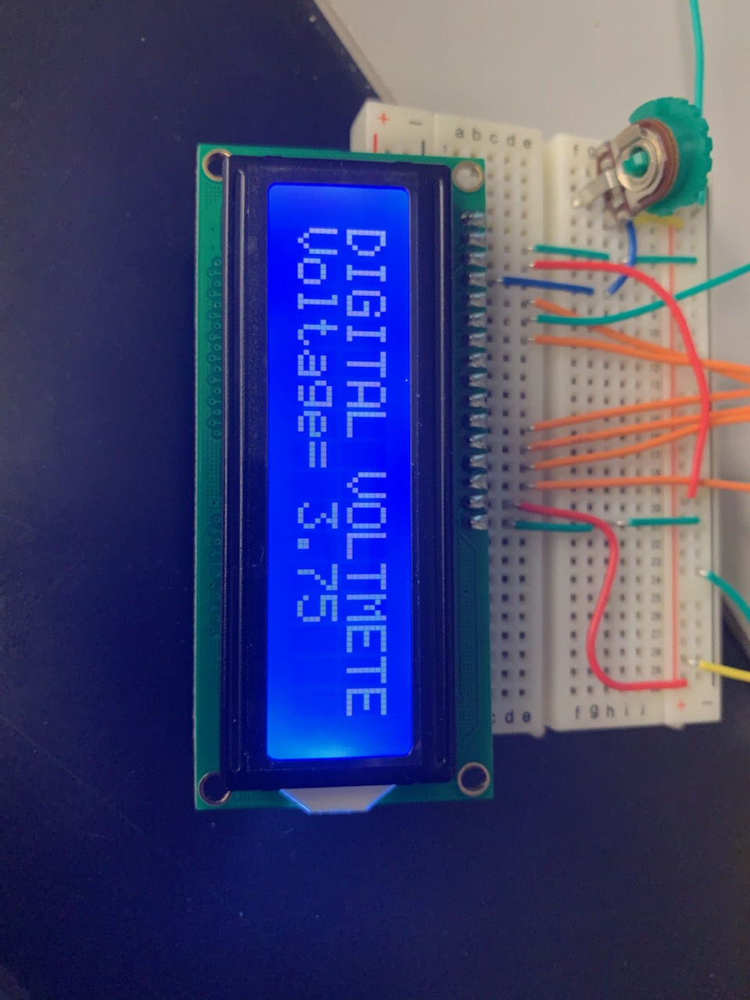 DIGITAL VOLTMETE
Voltage= 3.75
+ −
a b c d e
f g
c d e
f g h i j
+ −